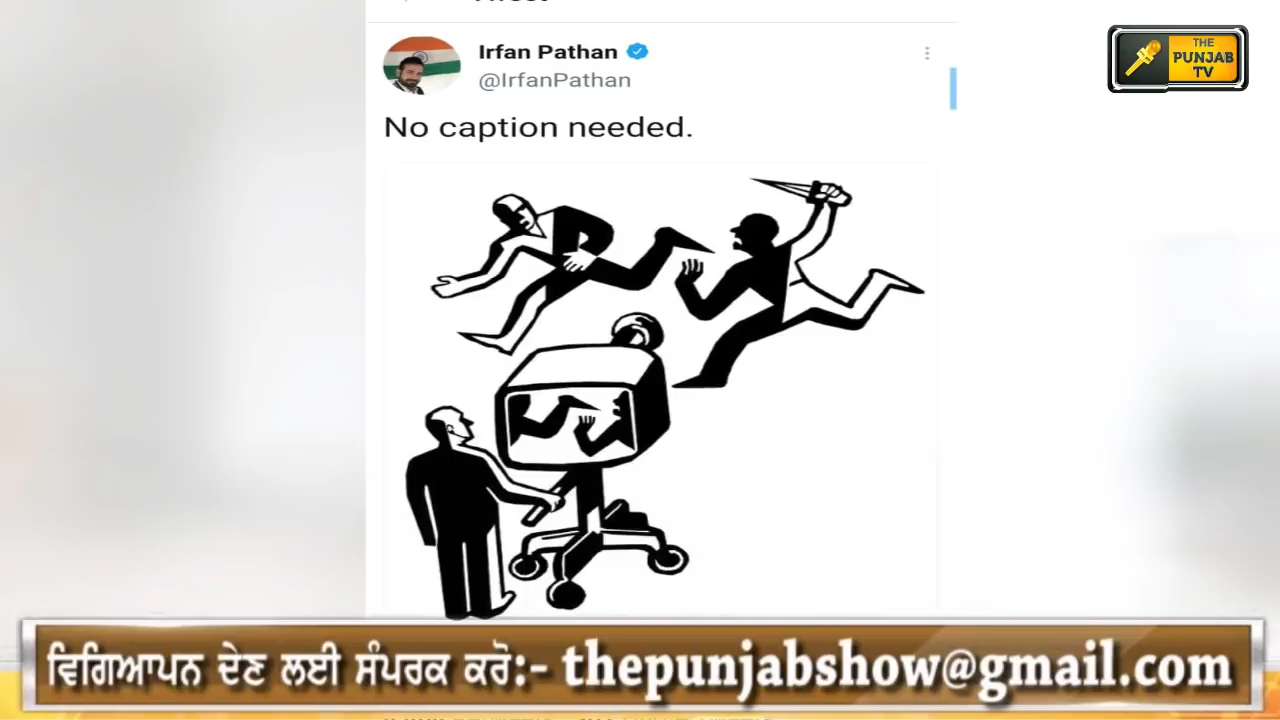 Irfan Pathan
@IrfanPathan
THE
PUNJAB
TV
No caption needed.
ਵਿਗਿਆਪਨ ਦੇਣ ਲਈ ਸੰਪਰਕ ਕਰੋ:- thepunjabshow@gmail.com